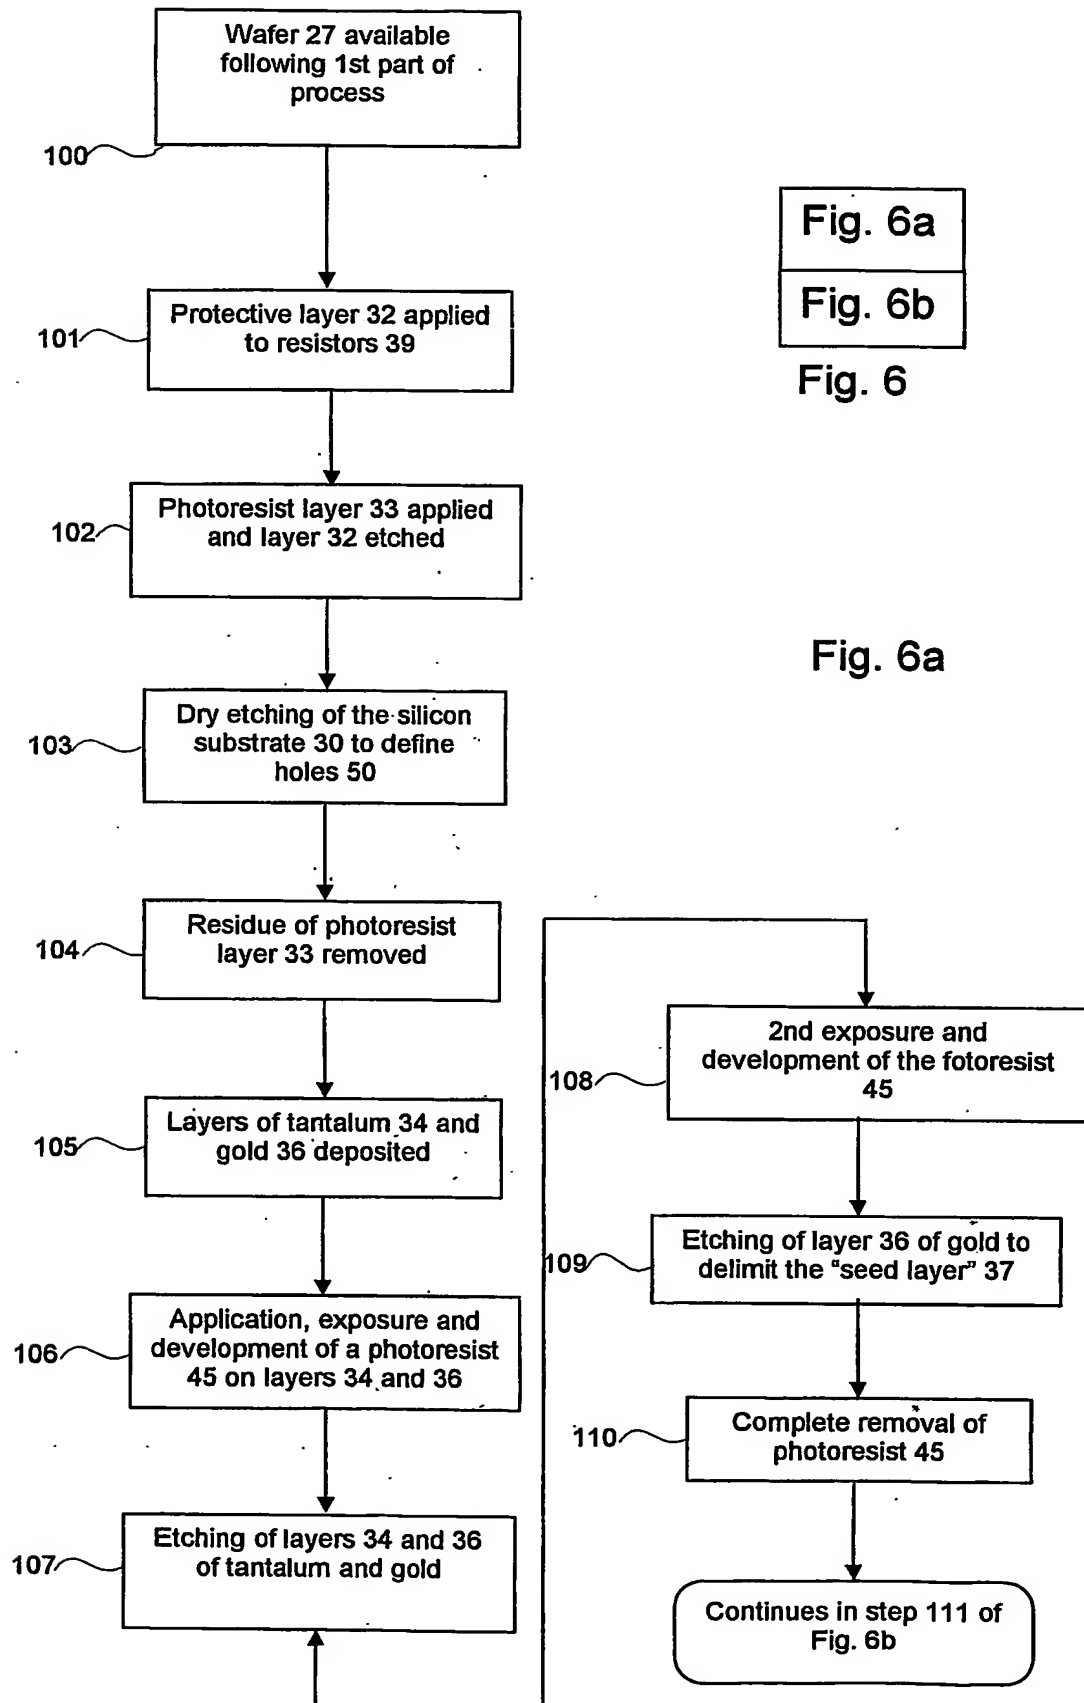 Wafer 27 available
following 1st part of
process
100
Protective layer 32 applied
to resistors 39
101
Photoresist layer 33 applied
and layer 32 etched
102
Dry etching of the silicon
substrate 30 to define
holes 50
103
Residue of photoresist
layer 33 removed
104
Layers of tantalum 34 and
gold 36 deposited
105
Application, exposure and
development of a photoresist
45 on layers 34 and 36
106
Etching of layers 34 and 36
of tantalum and gold
107
Fig. 6a
Fig. 6b
Fig. 6
Fig. 6a
2nd exposure and
development of the fotoresist
45
108
Etching of layer 36 of gold to
delimit the "seed layer" 37
109
Complete removal of
photoresist 45
110
Continues in step 111 of
Fig. 6b